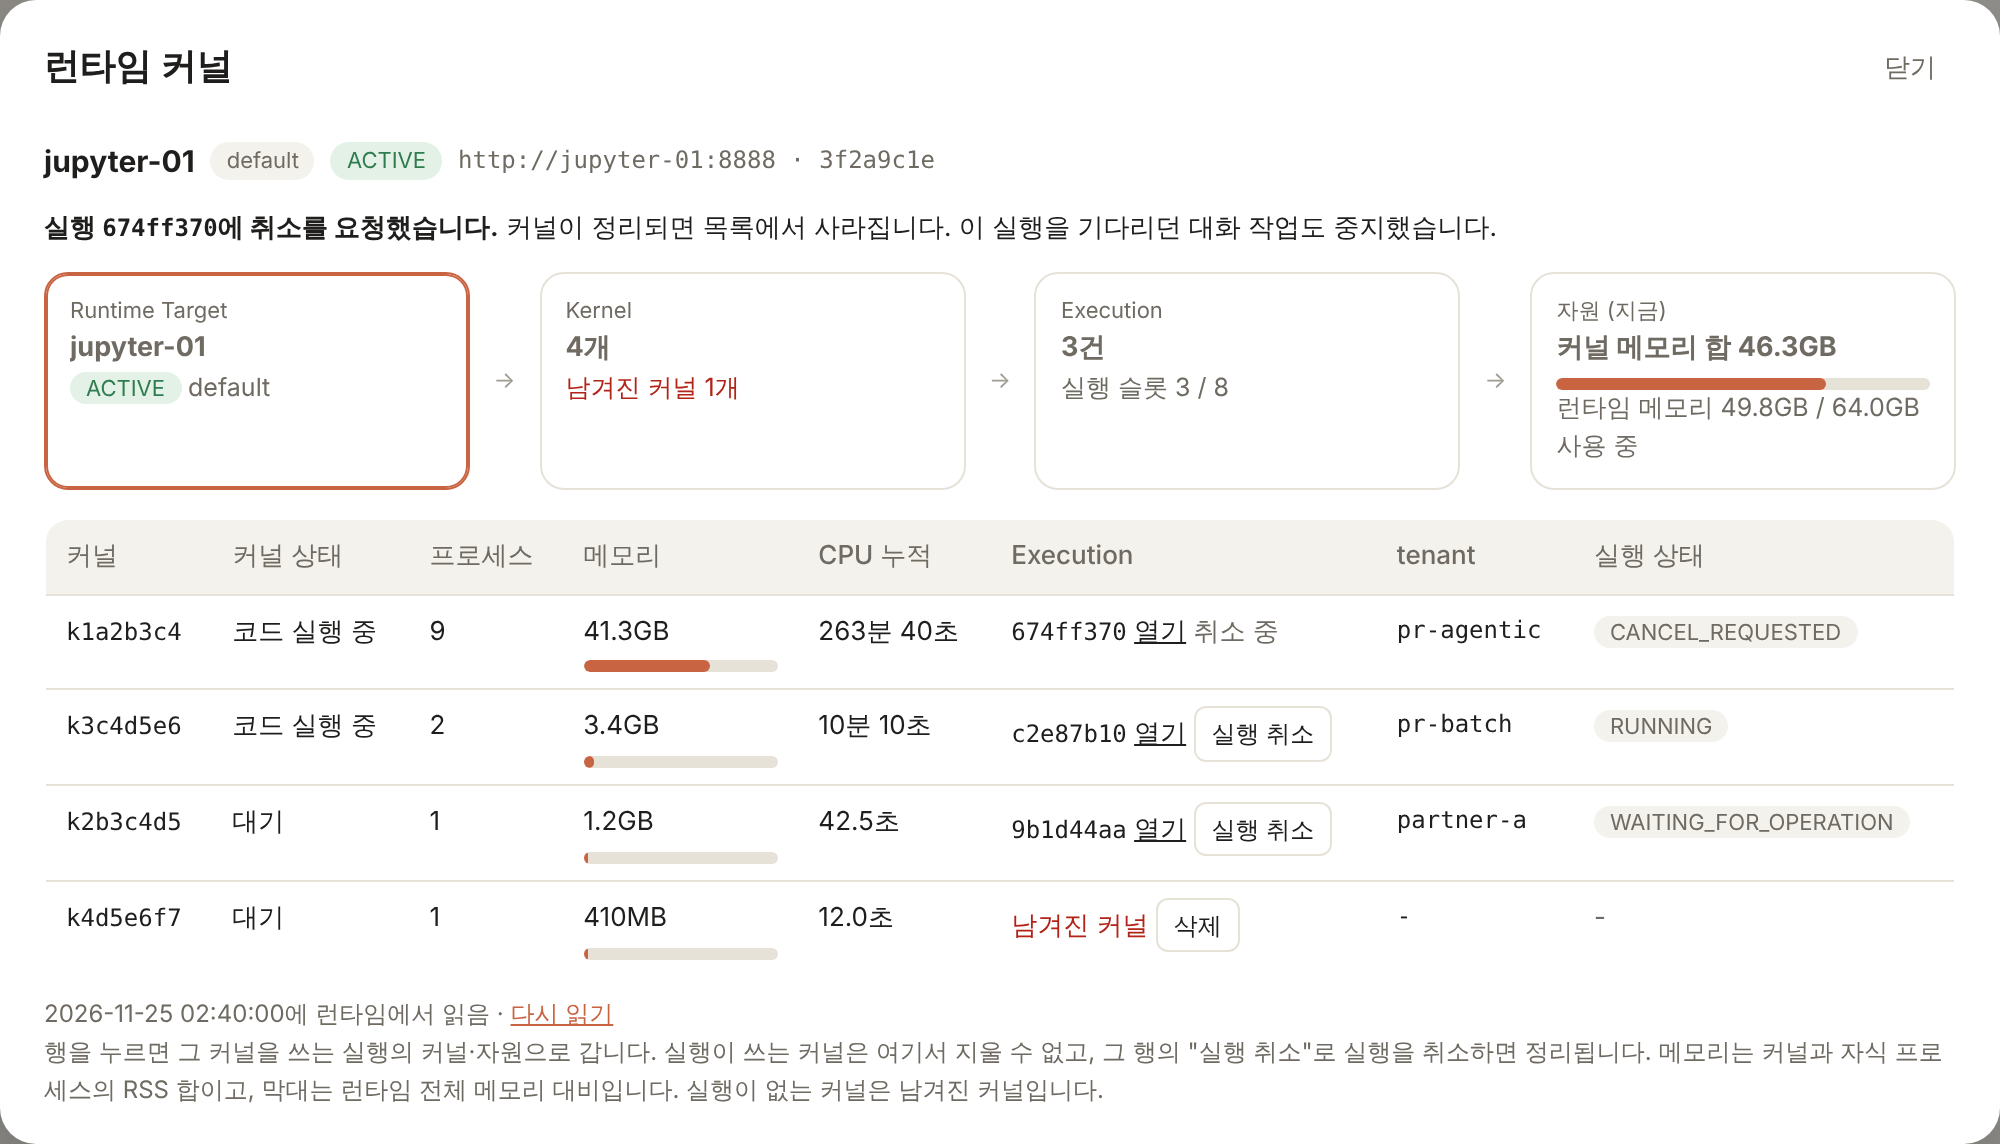 런타임 커널
닫기
jupyter-01 default ACTIVE http://jupyter-01:8888 · 3f2a9c1e
실행 674ff370에 취소를 요청했습니다. 커널이 정리되면 목록에서 사라집니다. 이 실행을 기다리던 대화 작업도 중지했습니다.
Runtime Target
jupyter-01
ACTIVE default
→
Kernel
4개
남겨진 커널 1개
→
Execution
3건
실행 슬롯 3 / 8
→
자원 (지금)
커널 메모리 합 46.3GB
런타임 메모리 49.8GB / 64.0GB
사용 중
커널 커널 상태 프로세스 메모리 CPU 누적 Execution tenant 실행 상태
k1a2b3c4 코드 실행 중 9 41.3GB 263분 40초 674ff370 열기 취소 중 pr-agentic CANCEL_REQUESTED
k3c4d5e6 코드 실행 중 2 3.4GB 10분 10초 c2e87b10 열기 실행 취소 pr-batch RUNNING
k2b3c4d5 대기 1 1.2GB 42.5초 9b1d44aa 열기 실행 취소 partner-a WAITING_FOR_OPERATION
k4d5e6f7 대기 1 410MB 12.0초 남겨진 커널 삭제 - -
2026-11-25 02:40:00에 런타임에서 읽음 · 다시 읽기
행을 누르면 그 커널을 쓰는 실행의 커널·자원으로 갑니다. 실행이 쓰는 커널은 여기서 지울 수 없고, 그 행의 "실행 취소"로 실행을 취소하면 정리됩니다. 메모리는 커널과 자식 프로
세스의 RSS 합이고, 막대는 런타임 전체 메모리 대비입니다. 실행이 없는 커널은 남겨진 커널입니다.